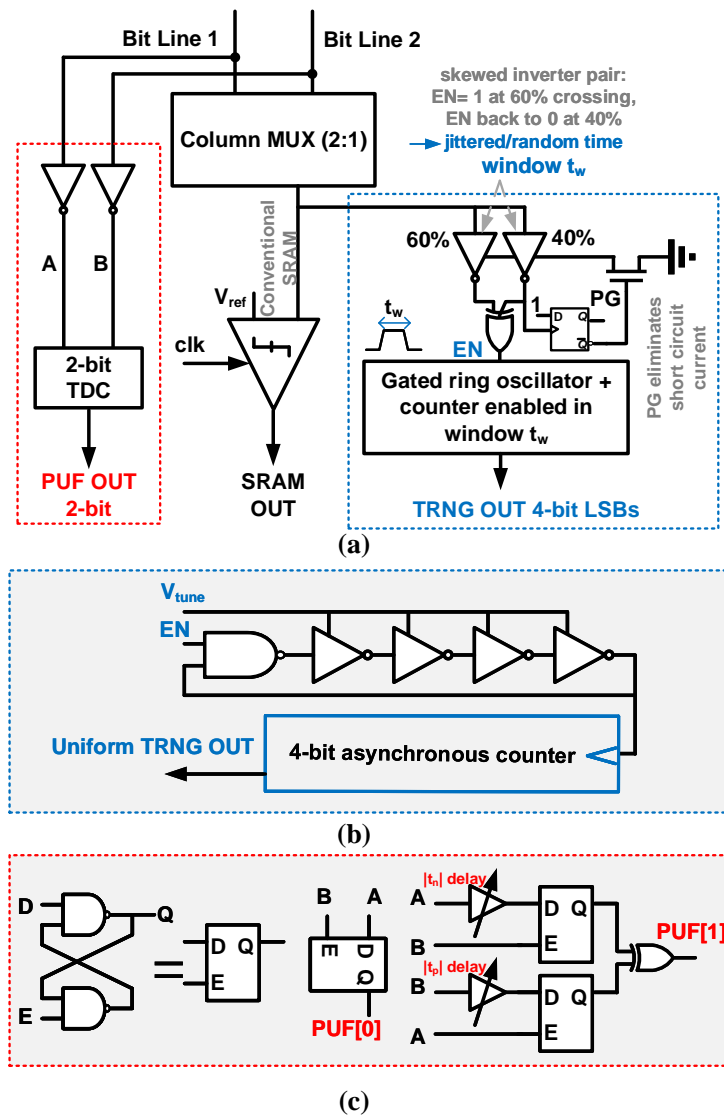 Bit Line 1
Bit Line 2
skewed inverter pair:
EN= 1 at 60% crossing,
EN back to 0 at 40%
jittered/random time
window tw
Column MUX (2:1)
Conventional
SRAM
60%
40%
A
B
Vref
clk
tw
1
D
Q
Q
PG
EN
PG eliminates
short circuit
current
2-bit
TDC
Gated ring oscillator +
counter enabled in
window tw
PUF OUT
2-bit
SRAM
OUT
TRNG OUT 4-bit LSBs
(a)
Vtune
EN
Uniform TRNG OUT
4-bit asynchronous counter
(b)
D
Q
E
D
Q
E
B
A
E
D
Q
PUF[0]
|tn| delay
A
D
Q
B
E
PUF[1]
|tp| delay
B
D
Q
A
E
(c)